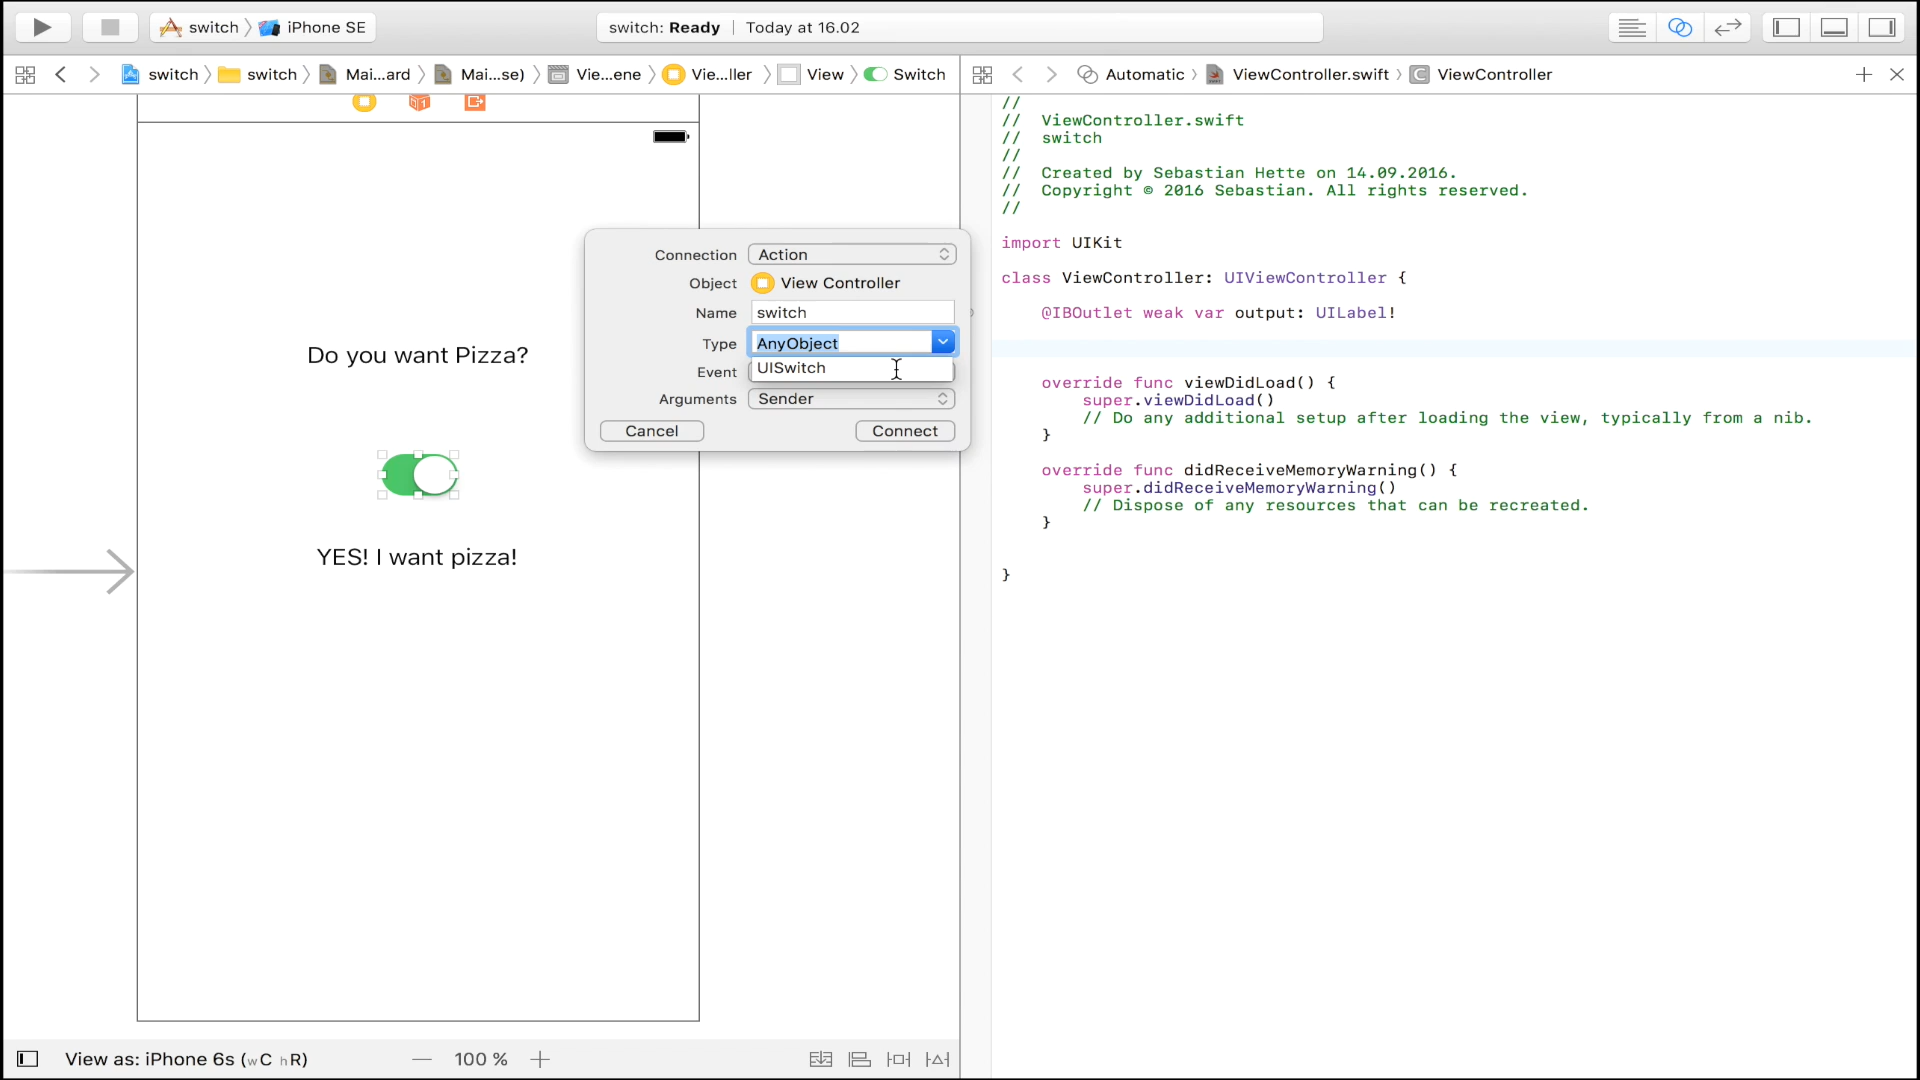 switch
iPhone SE
switch: Ready | Today at 16.02
switch
switch
Mai...ard
Mai...se)
Vie...ene
Vie...ller
View
Switch
Automatic
ViewController.swift
ViewController
Do you want Pizza?
YES! I want pizza!
Connection Action
Object View Controller
Name switch
Type AnyObject
UISwitch
Event
Arguments Sender
Cancel
Connect
//
// ViewController.swift
// switch
//
// Created by Sebastian Hette on 14.09.2016.
// Copyright © 2016 Sebastian. All rights reserved.
//
import UIKit
class ViewController: UIViewController {
@IBOutlet weak var output: UILabel!
override func viewDidLoad() {
super.viewDidLoad()
// Do any additional setup after loading the view, typically from a nib.
}
override func didReceiveMemoryWarning() {
super.didReceiveMemoryWarning()
// Dispose of any resources that can be recreated.
}
}
View as: iPhone 6s (wC hR)
100 %